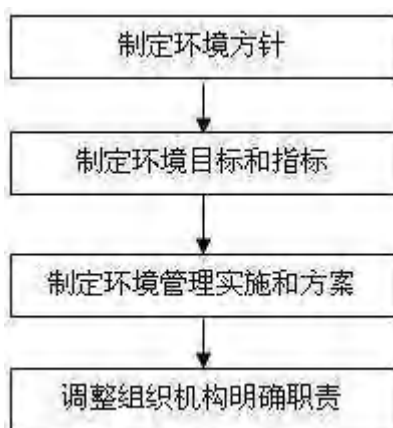 制定环境方针
制定环境目标和指标
制定环境管理实施和方案
调整组织机构明确职责